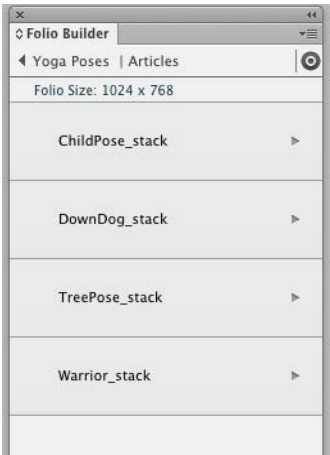 Folio Builder
Yoga Poses | Articles
Folio Size: 1024 x 768
ChildPose_stack
DownDog_stack
TreePose_stack
Warrior_stack